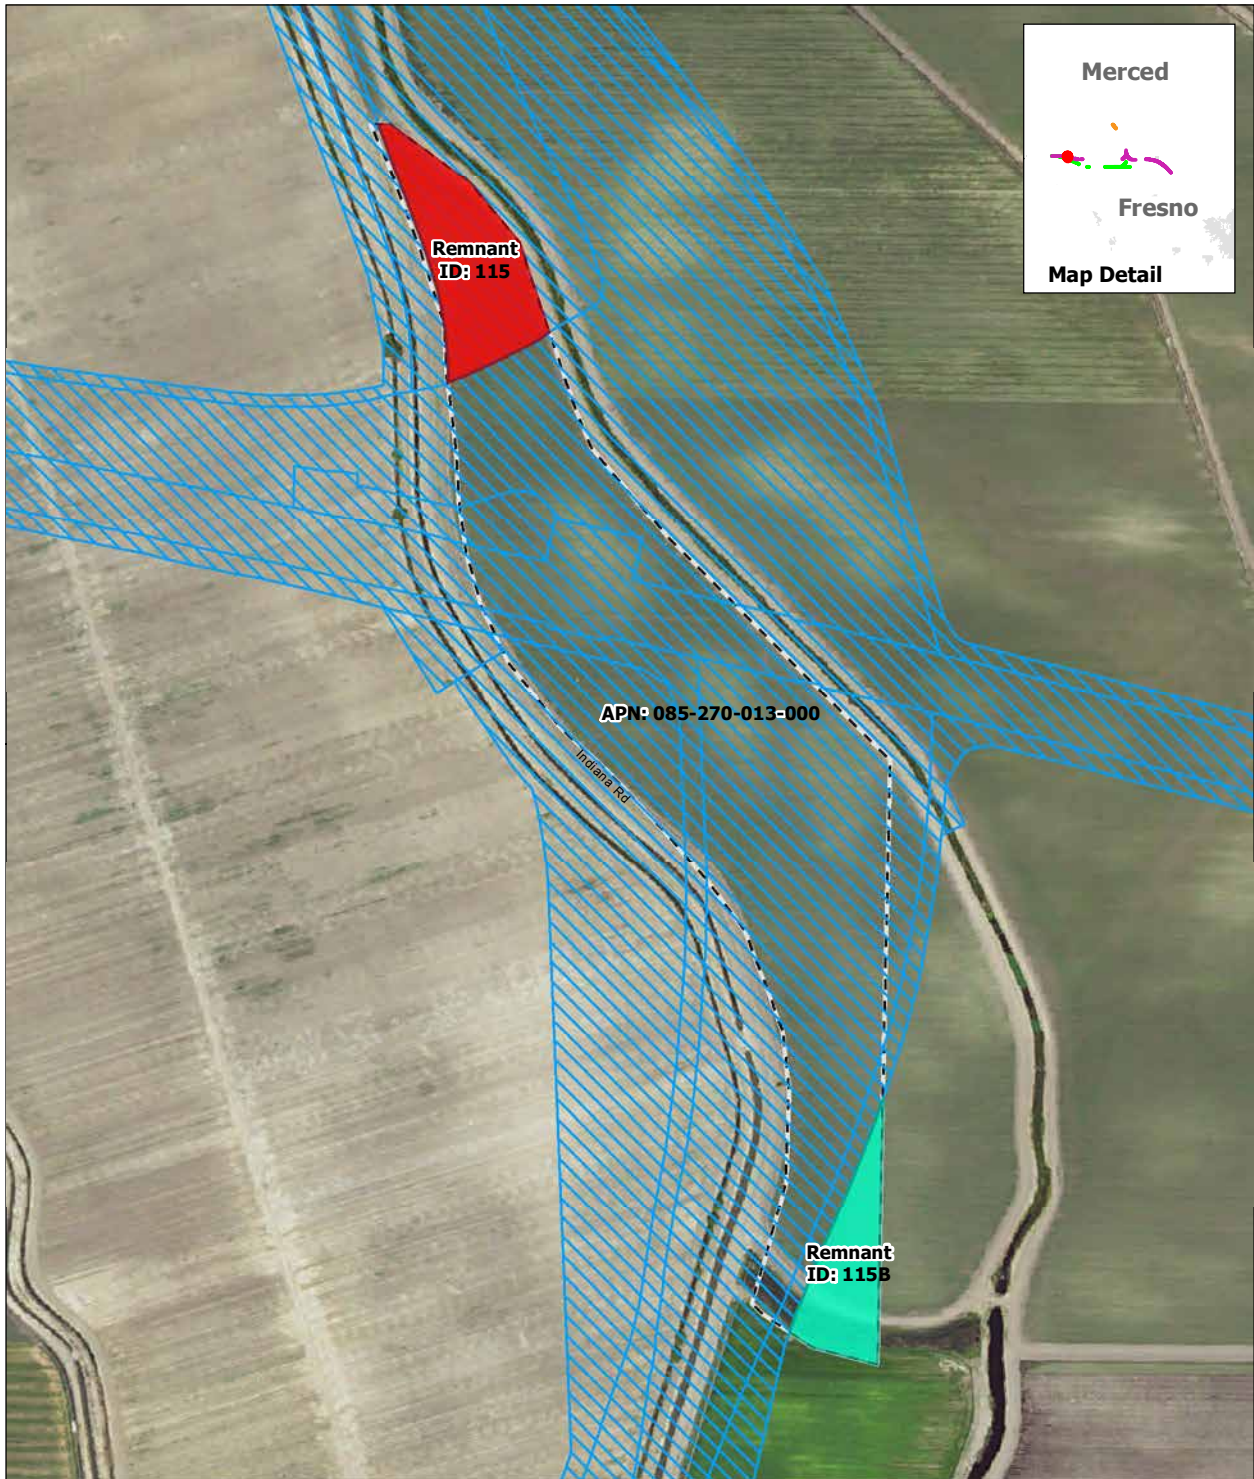 Merced
Fresno
Map Detail
Remnant
ID: 115
APN: 085-270-013-000
Indiana Rd
Remnant
ID: 115B